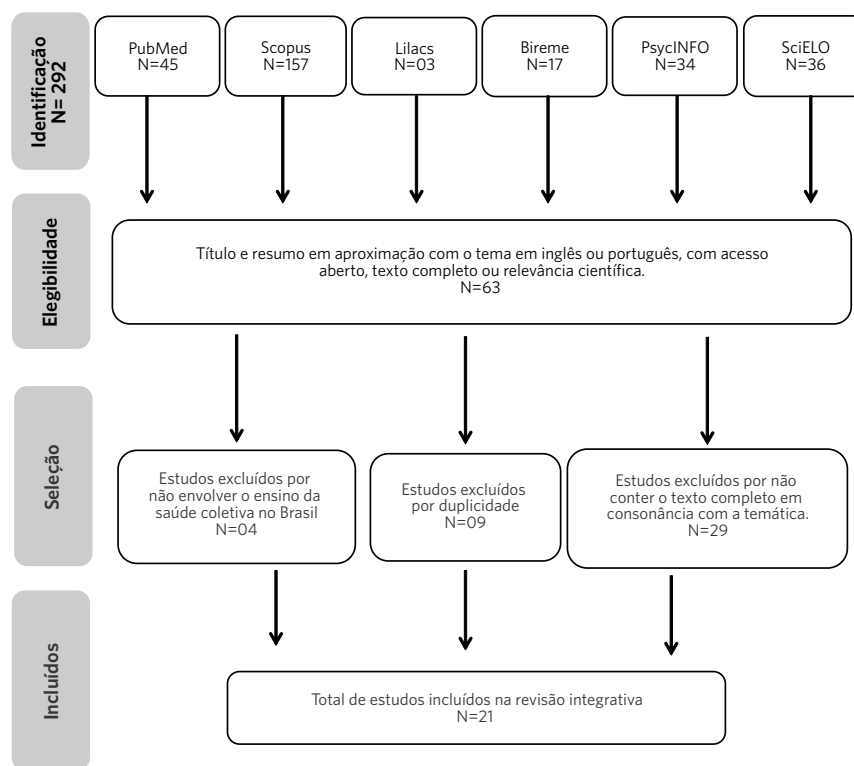 Identificação
N= 292
PubMed
N=45
Scopus
N=157
Lilacs
N=03
Bireme
N=17
PsycINFO
N=34
SciELO
N=36
Elegibilidade
Título e resumo em aproximação com o tema em inglês ou português, com acesso
aberto, texto completo ou relevância científica.
N=63
Seleção
Estudos excluídos por
não envolver o ensino da
saúde coletiva no Brasil
N=04
Estudos excluídos
por duplicidade
N=09
Estudos excluídos por não
conter o texto completo em
consonância com a temática.
N=29
Incluídos
Total de estudos incluídos na revisão integrativa
N=21